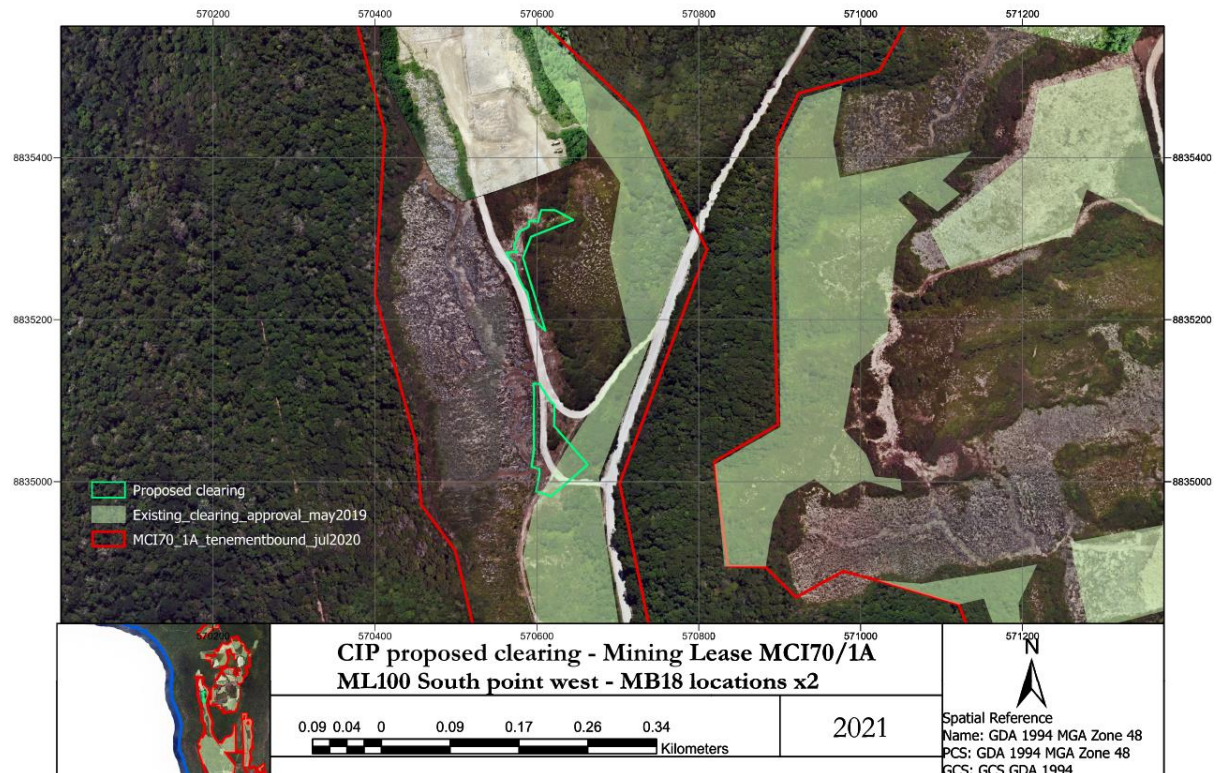 570200 570400 570600 570800 571000 571200
8835400 8835400
8835200 8835200
8835000 8835000
Proposed clearing
Existing_clearing_approval_may2019
MCI70_1A_tenementbound_jul2020
570200 570400 570600 570800 571000 571200
CIP proposed clearing - Mining Lease MCI70/1A
ML100 South point west - MB18 locations x2
0.09 0.04 0 0.09 0.17 0.26 0.34
Kilometers
2021
N
Spatial Reference
Name: GDA 1994 MGA Zone 48
PCS: GDA 1994 MGA Zone 48
GCS: GCS GDA 1994